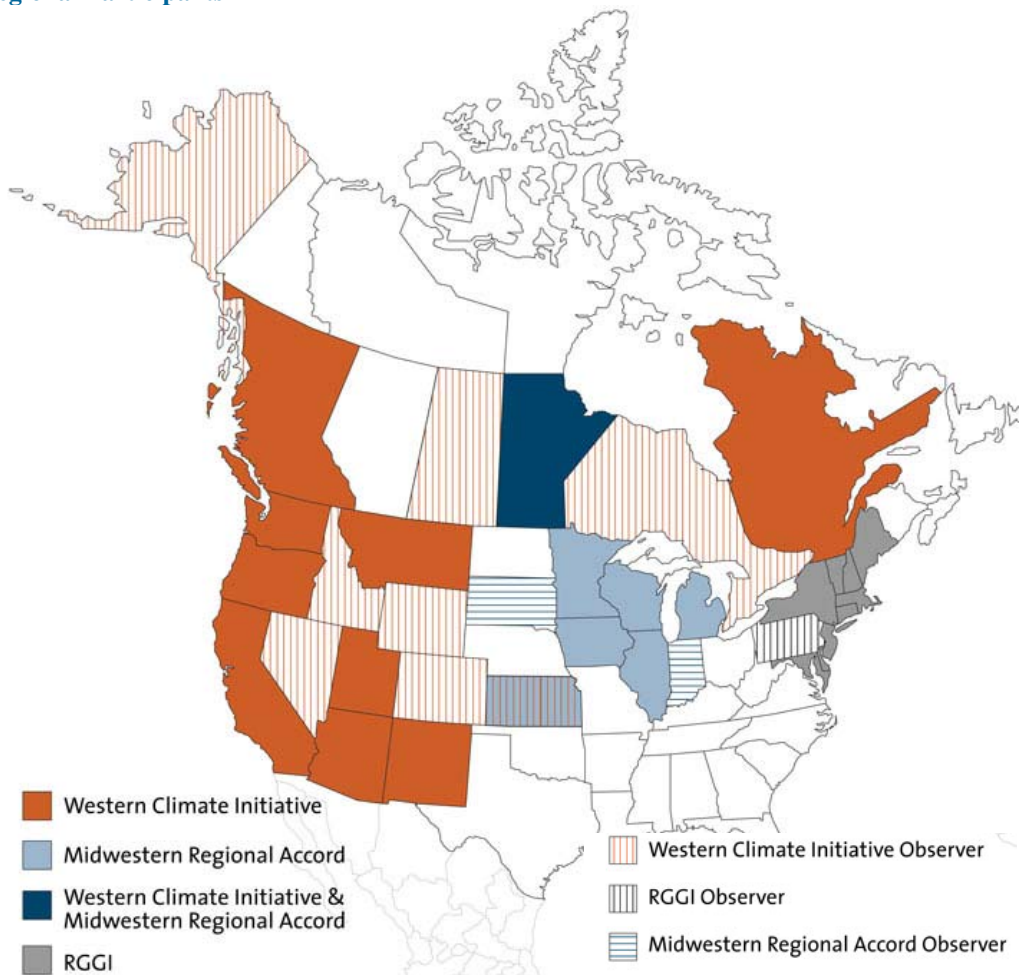 Western Climate Initiative
Midwestern Regional Accord
Western Climate Initiative &
Midwestern Regional Accord
RGGI
Western Climate Initiative Observer
RGGI Observer
Midwestern Regional Accord Observer